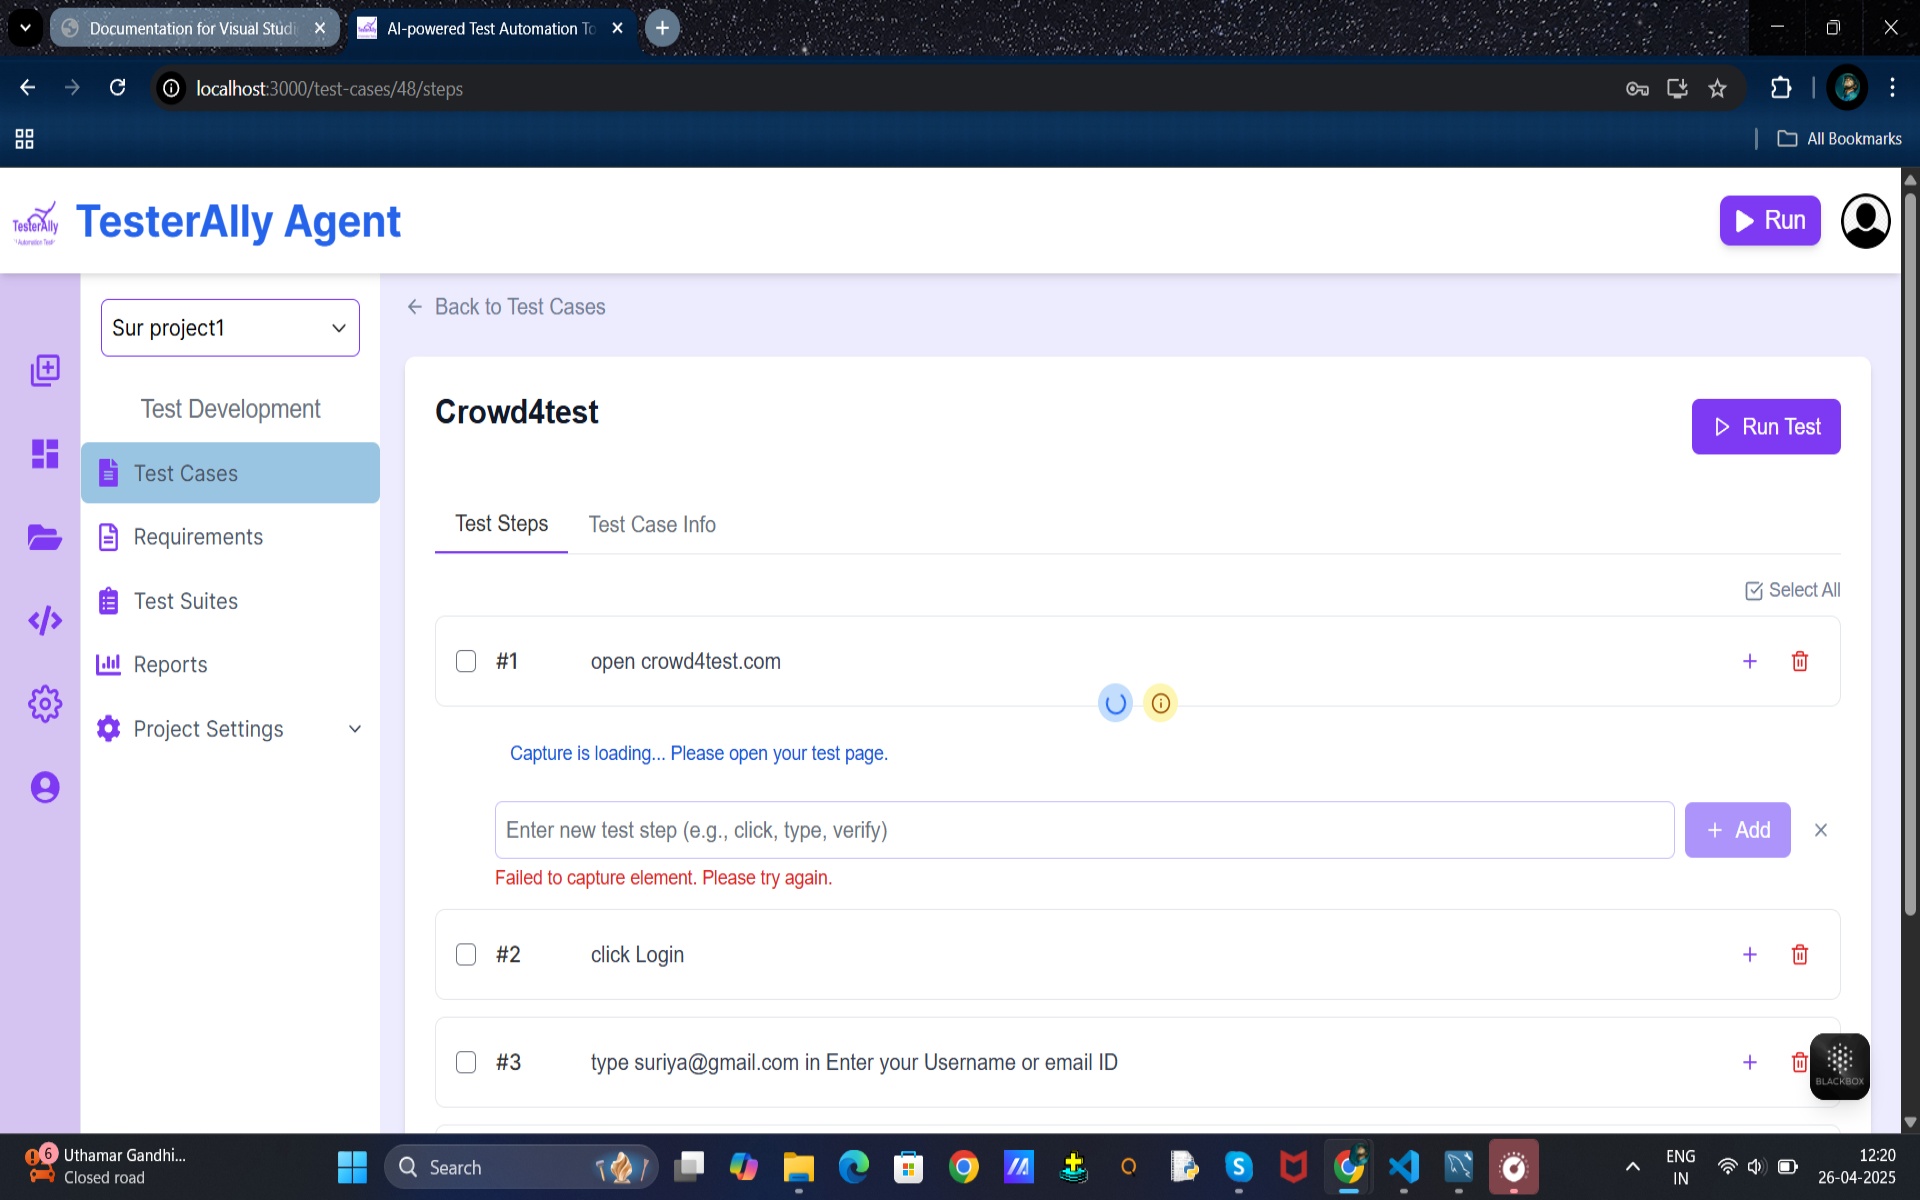 Documentation for Visual Studi
AI-powered Test Automation To
localhost:3000/test-cases/48/steps
All Bookmarks
TesterAlly
TesterAlly Agent
Run
Sur project1
Back to Test Cases
Test Development
Crowd4test
Run Test
Test Cases
Test Steps
Test Case Info
Requirements
Select All
Test Suites
#1
open crowd4test.com
Reports
Project Settings
Capture is loading... Please open your test page.
Enter new test step (e.g., click, type, verify)
Add
Failed to capture element. Please try again.
#2
click Login
#3
type suriya@gmail.com in Enter your Username or email ID
BLACKBOX
6
Uthamar Gandhi...
Closed road
Search
ENG
IN
12:20
26-04-2025